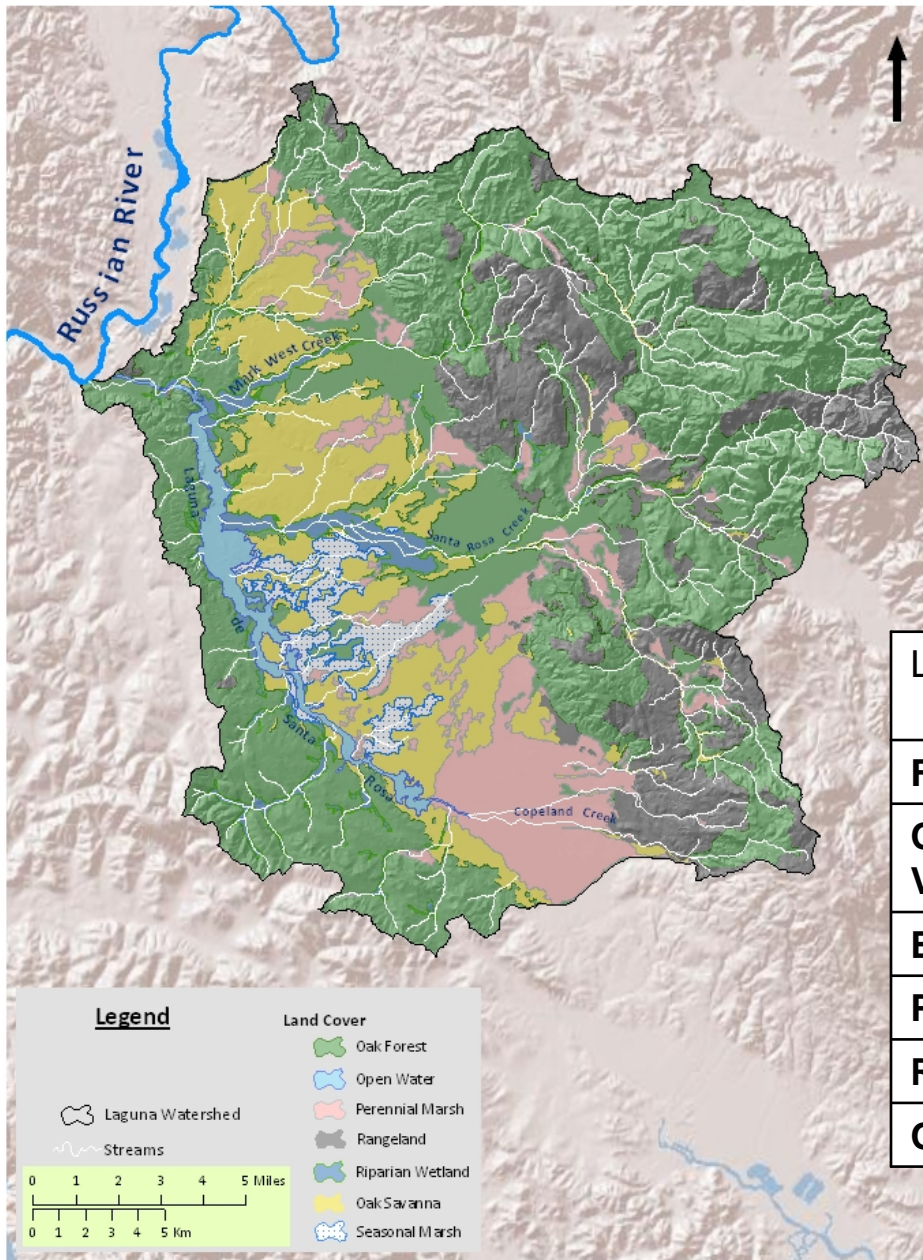 Russian River
Mark West Creek
Laguna
de
Santa
Rosa
Santa Rosa Creek
Copeland Creek
L
F
C
V
E
F
F
C
Legend
Laguna Watershed
Streams
0 1 2 3 4 5 Miles
0 1 2 3 4 5 Km
Land Cover
Oak Forest
Open Water
Perennial Marsh
Rangeland
Riparian Wetland
Oak Savanna
Seasonal Marsh